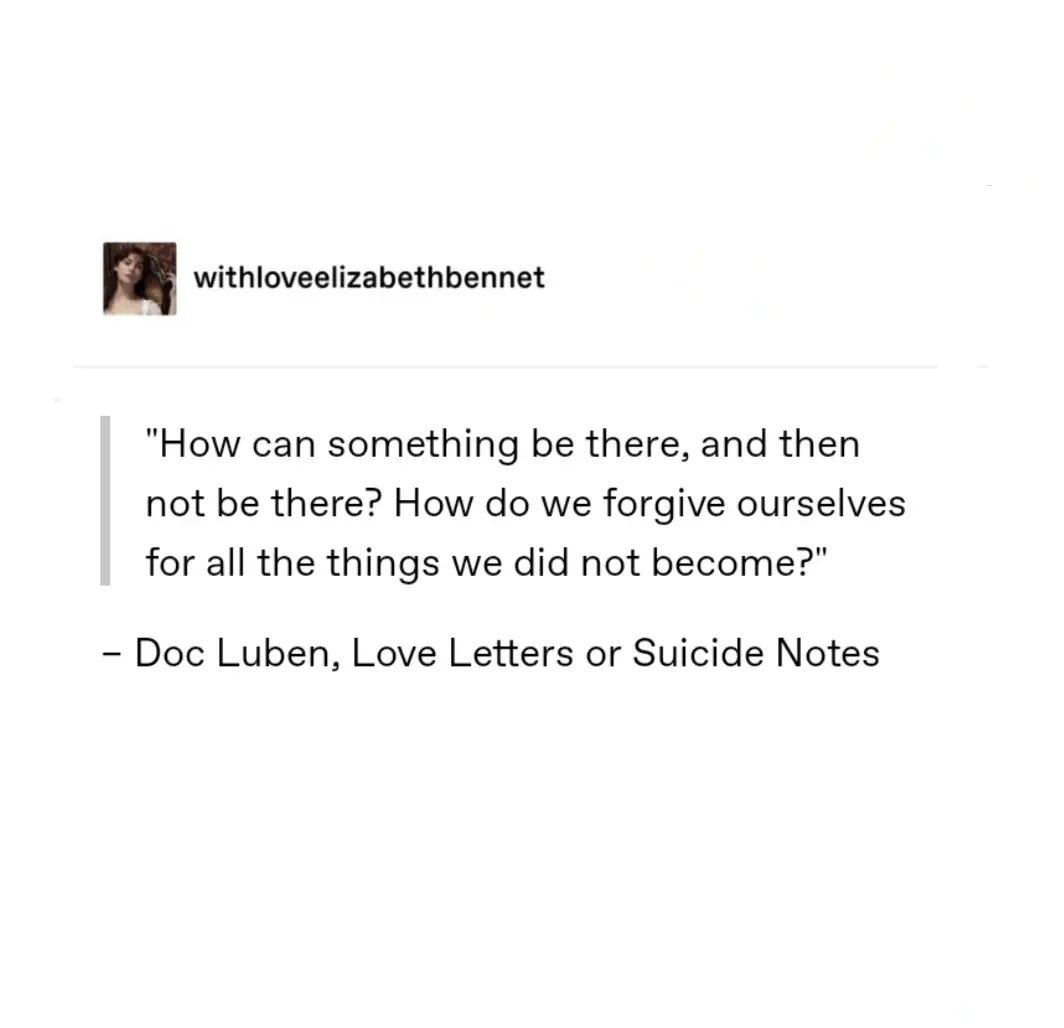 withloveelizabethbennet
"How can something be there, and then
not be there? How do we forgive ourselves
for all the things we did not become?"
– Doc Luben, Love Letters or Suicide Notes